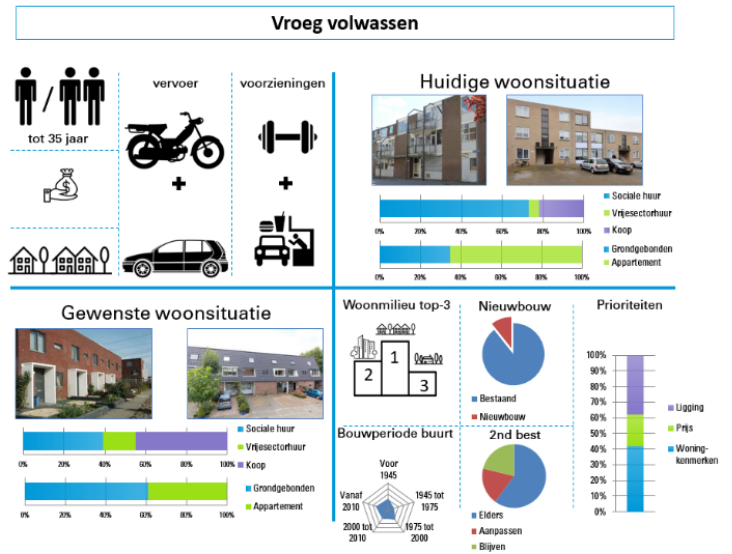 Vroeg volwassen
tot 35 jaar
vervoer
+
voorzieningen
+
Huidige woonsituatie
Sociale huur
Vrijesectorhuur
Koop
0% 20% 40% 60% 80% 100%
Grondgebonden
Appartement
0% 20% 40% 60% 80% 100%
Gewenste woonsituatie
Sociale huur
Vrijesectorhuur
Koop
0% 20% 40% 60% 80% 100%
Grondgebonden
Appartement
0% 20% 40% 60% 80% 100%
Woonmilieu top-3
1
2
3
Nieuwbouw
Bestaand
Nieuwbouw
Bouwperiode buurt
Voor
1945
1945 tot
1975
1975 tot
2000
2000 tot
2010
Vanaf
2010
2nd best
Elders
Aanpassen
Blijven
Prioriteiten
100%
90%
80%
70%
60%
50%
40%
30%
20%
10%
0%
Ligging
Prijs
Woning-
kenmerken